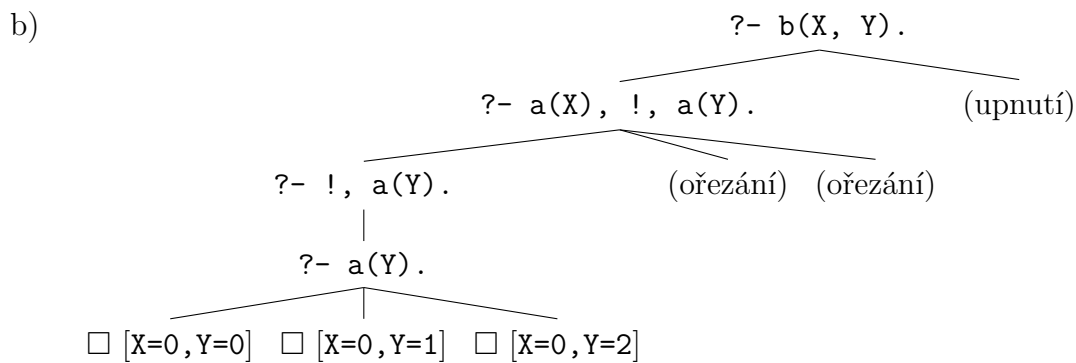 b)
?- b(X, Y).
?- a(X), !, a(Y). (upnutí)
?- !, a(Y). (ořezání) (ořezání)
?- a(Y).
□ [X=0,Y=0] □ [X=0,Y=1] □ [X=0,Y=2]